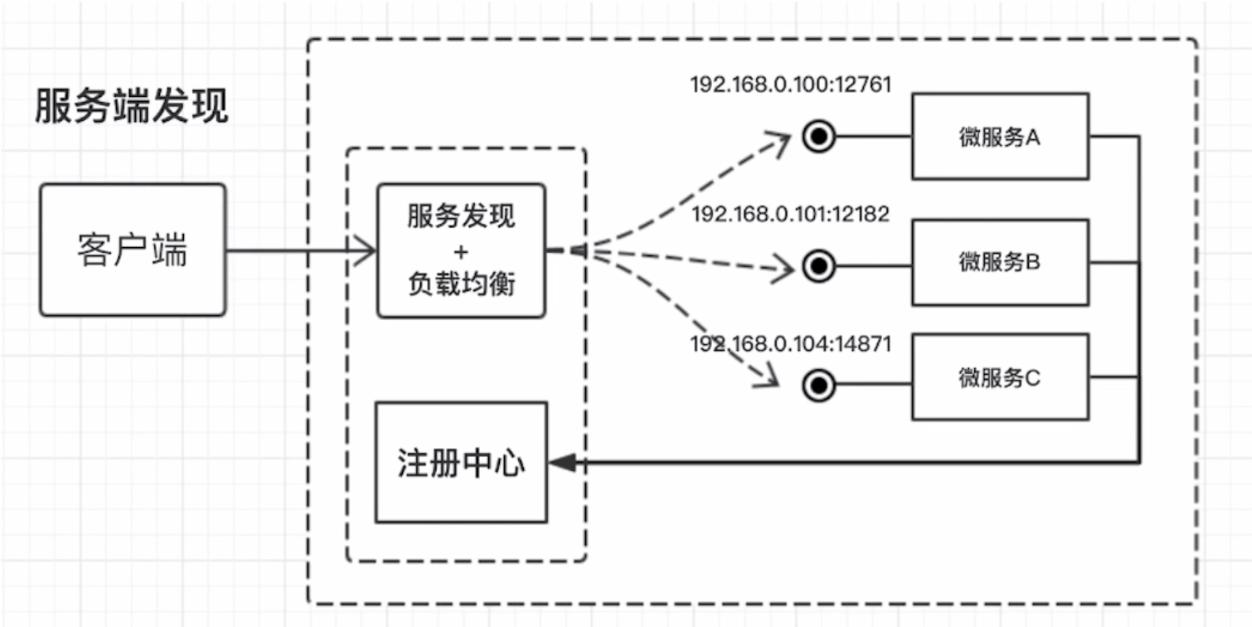 服务端发现
客户端
服务发现
+
负载均衡
注册中心
192.168.0.100:12761
微服务A
192.168.0.101:12182
微服务B
192.168.0.104:14871
微服务C